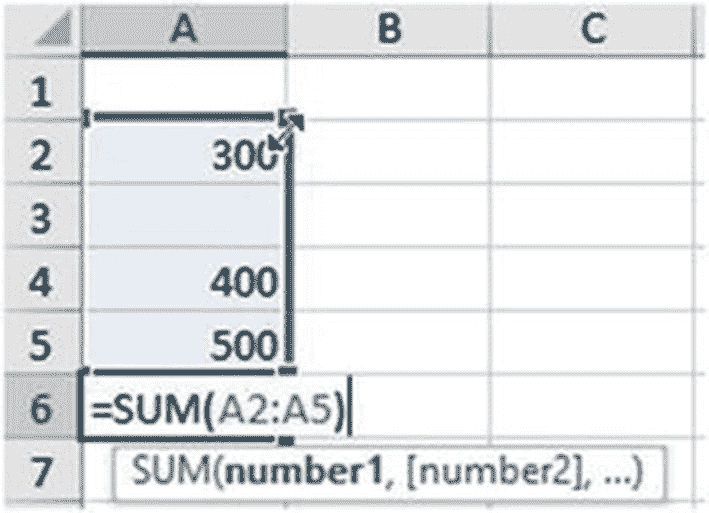 A B C
1
2 300
3
4 400
5 500
6 =SUM(A2:A5)
7 SUM(number1, [number2], ...)